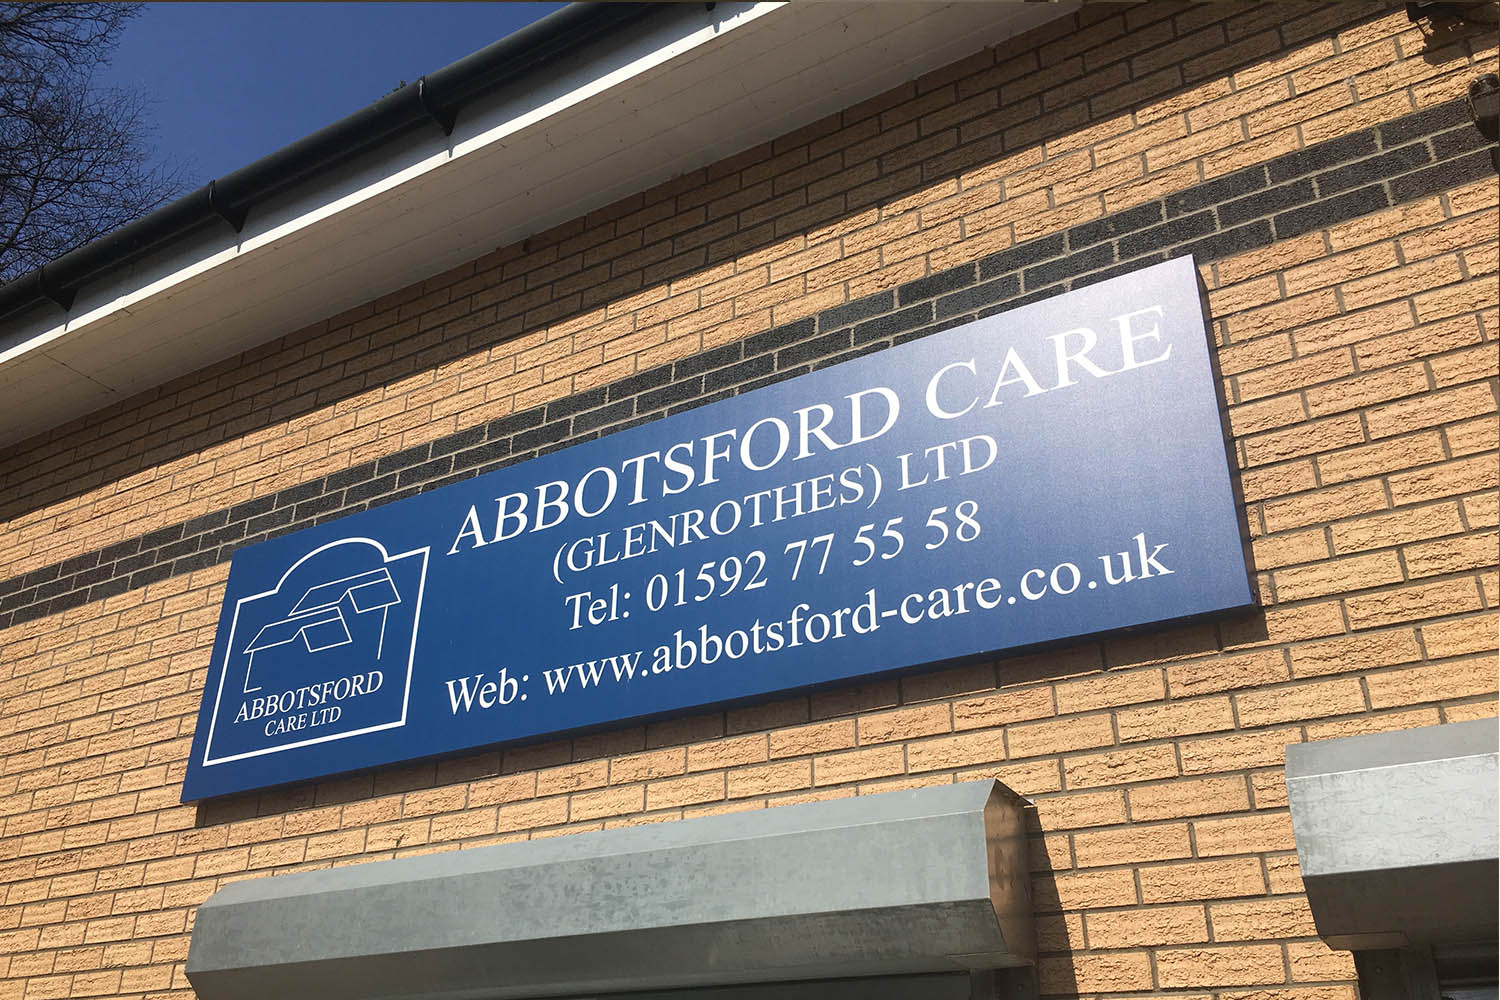 ABBOTSFORD CARE
(GLENROTHES) LTD
Tel: 01592 77 55 58
Web: www.abbotsford-care.co.uk
ABBOTSFORD
CARE LTD